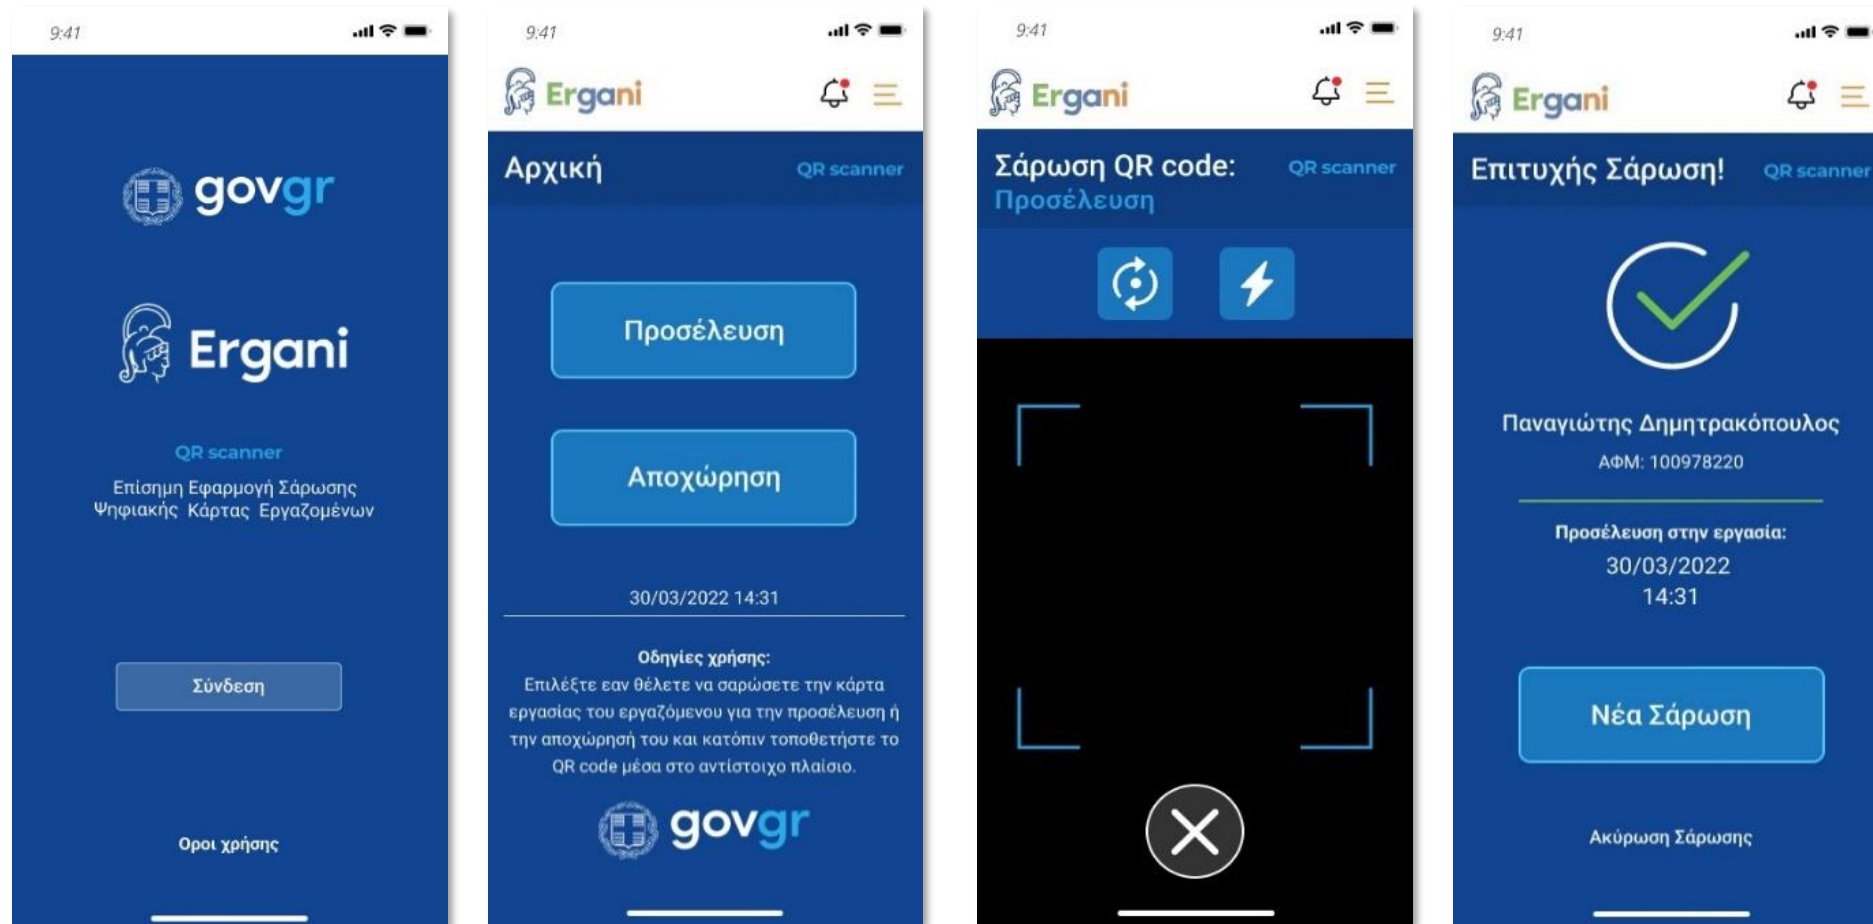 9:41
govgr
Ergani
QR scanner
Επίσημη Εφαρμογή Σάρωσης
Ψηφιακής Κάρτας Εργαζομένων
Σύνδεση
Οροι χρήσης
9:41
Ergani
Αρχική
QR scanner
Προσέλευση
Αποχώρηση
30/03/2022 14:31
Οδηγίες χρήσης:
Επιλέξτε εαν θέλετε να σαρώσετε την κάρτα
εργασίας του εργαζόμενου για την προσέλευση ή
την αποχώρησή του και κατόπιν τοποθετήστε το
QR code μέσα στο αντίστοιχο πλαίσιο.
govgr
9:41
Ergani
Σάρωση QR code:
QR scanner
Προσέλευση
9:41
Ergani
Επιτυχής Σάρωση!
QR scanner
Παναγιώτης Δημητρακόπουλος
ΑΦΜ: 100978220
Προσέλευση στην εργασία:
30/03/2022
14:31
Νέα Σάρωση
Ακύρωση Σάρωσης